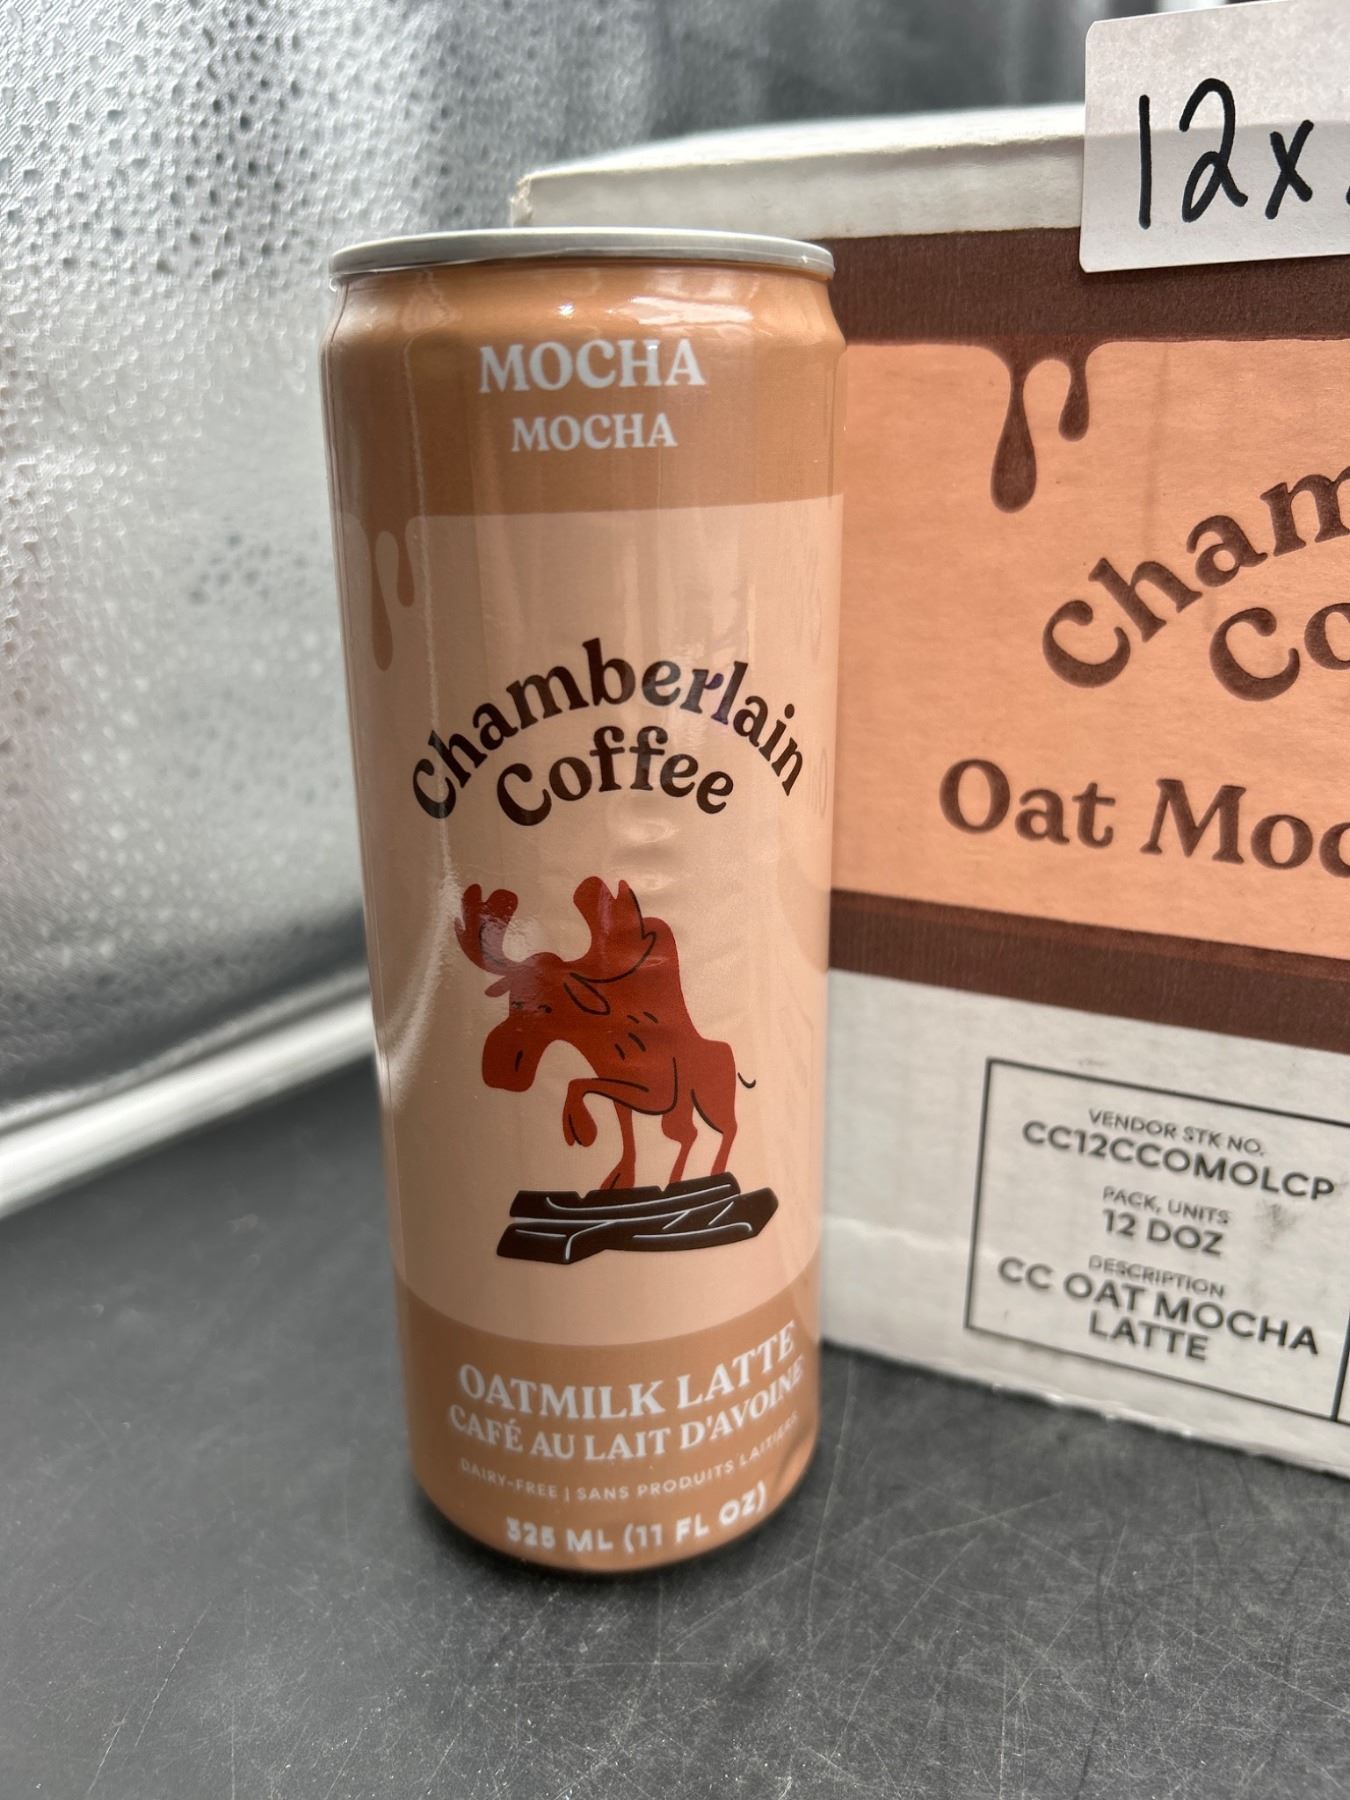 MOCHA
MOCHA
Chamberlain
Coffee
OATMILK LATTE
CAFÉ AU LAIT D'AVOINE
DAIRY-FREE | SANS PRODUITS LAITIERS
325 ML (11 FL OZ)
12x
Cham
Co
Oat Moc
VENDOR STK NO.
CC12CCOMOLCP
PACK, UNITS
12 DOZ
DESCRIPTION
CC OAT MOCHA
LATTE